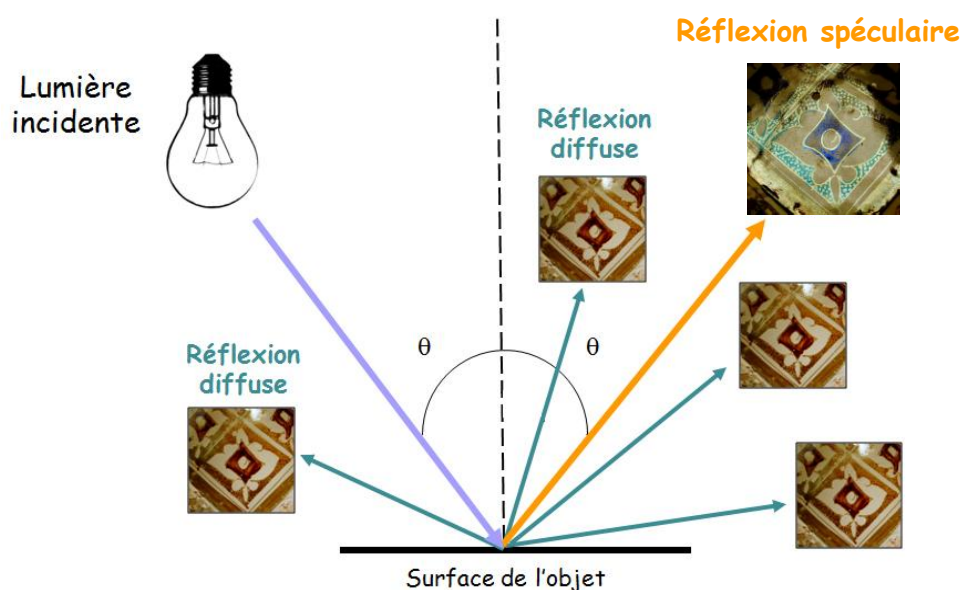 Réflexion spéculaire
Lumière
incidente
Réflexion
diffuse
θ
θ
Réflexion
diffuse
Surface de l'objet